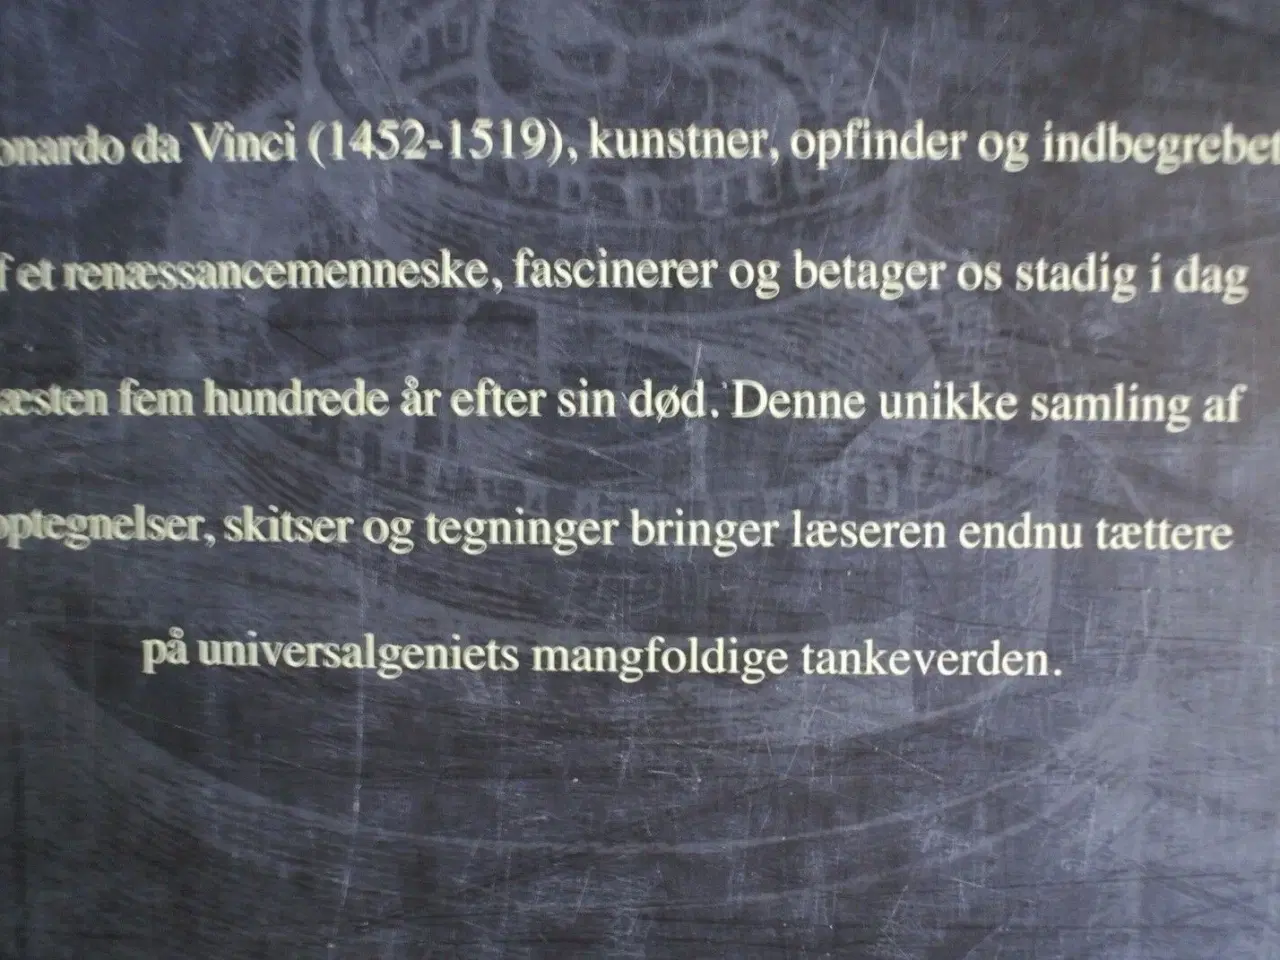 onardo da Vinci (1452-1519), kunstner, opfinder og indbegrebet
f et renæssancemenneske, fascinerer og betager os stadig i dag
æsten fem hundrede år efter sin død. Denne unikke samling af
optegnelser, skitser og tegninger bringer læseren endnu tættere
på universalgeniets mangfoldige tankeverden.